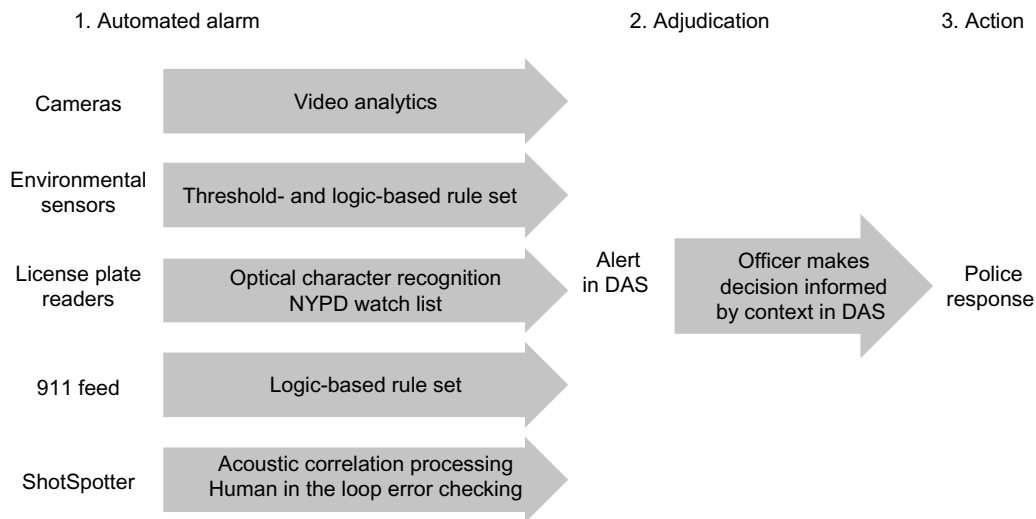 1. Automated alarm
2. Adjudication
3. Action
Cameras
Video analytics
Environmental
sensors
Threshold- and logic-based rule set
License plate
readers
Optical character recognition
NYPD watch list
Alert
in DAS
Officer makes
decision informed
by context in DAS
Police
response
911 feed
Logic-based rule set
ShotSpotter
Acoustic correlation processing
Human in the loop error checking